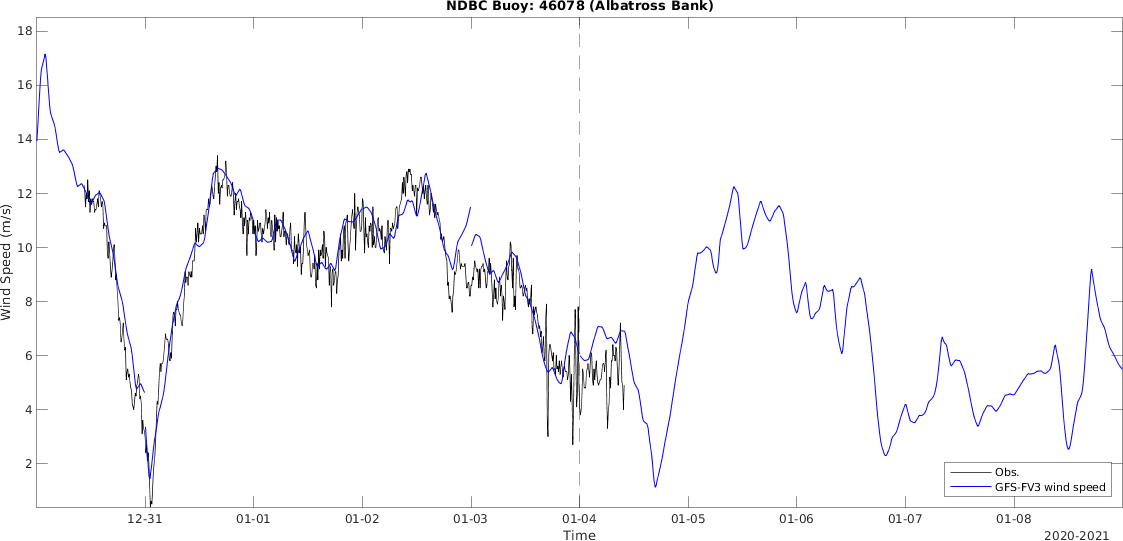 NDBC Buoy: 46078 (Albatross Bank)
18
16
14
12
10
8
6
4
2
Wind Speed (m/s)
Obs.
GFS-FV3 wind speed
12-31 01-01 01-02 01-03 01-04 01-05 01-06 01-07 01-08
Time
2020-2021